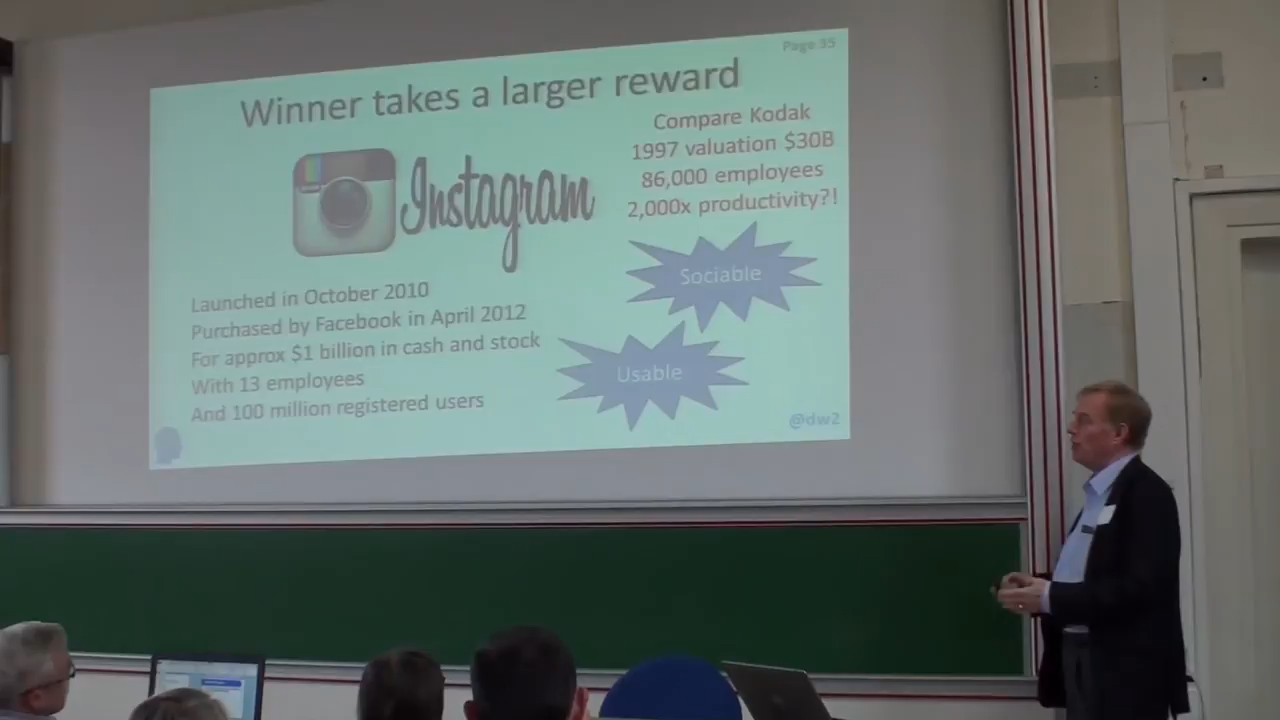 Page 35
Winner takes a larger reward
Compare Kodak
1997 valuation $30B
86,000 employees
2,000x productivity?!
Instagram
Sociable
Launched in October 2010
Purchased by Facebook in April 2012
For approx $1 billion in cash and stock
With 13 employees
And 100 million registered users
Usable
@dw2